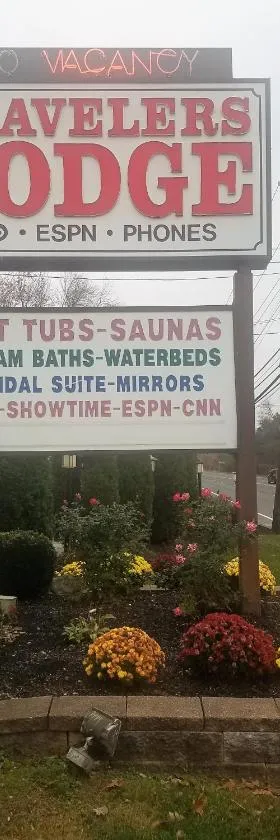 O VACANCY
AVELERS
ODGE
• ESPN • PHONES
T TUBS-SAUNAS
AM BATHS-WATERBEDS
IDAL SUITE-MIRRORS
-SHOWTIME-ESPN-CNN